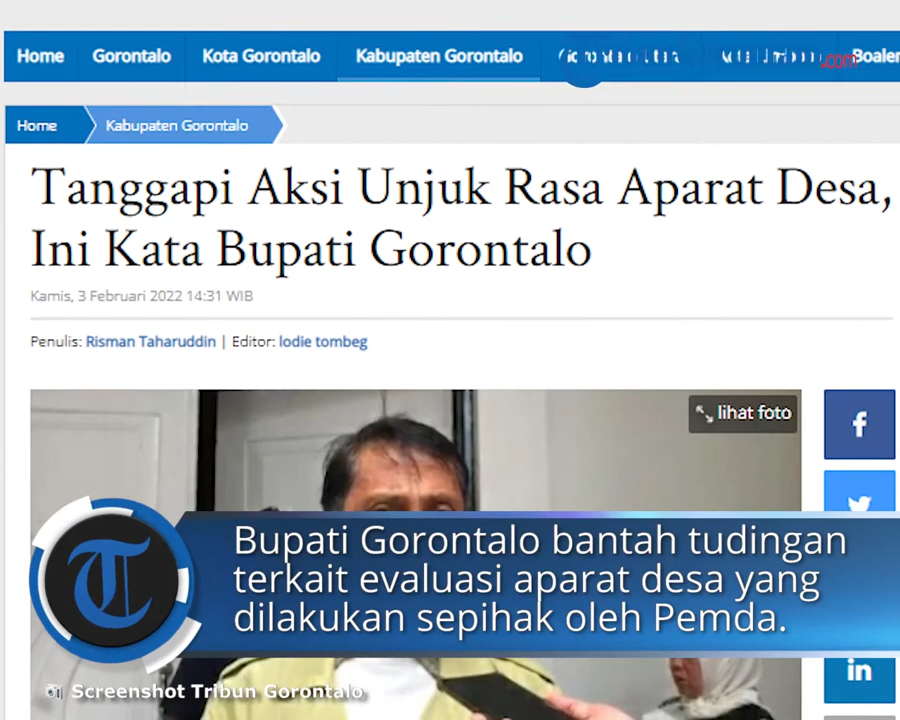 Home Gorontalo Kota Gorontalo Kabupaten Gorontalo
.com
Home Kabupaten Gorontalo
Tanggapi Aksi Unjuk Rasa Aparat Desa,
Ini Kata Bupati Gorontalo
Kamis, 3 Februari 2022 14:31 WIB
Penulis: Risman Taharuddin | Editor: lodie tombeg
lihat foto
f
T
Bupati Gorontalo bantah tudingan
terkait evaluasi aparat desa yang
dilakukan sepihak oleh Pemda.
in
Screenshot Tribun Gorontalo